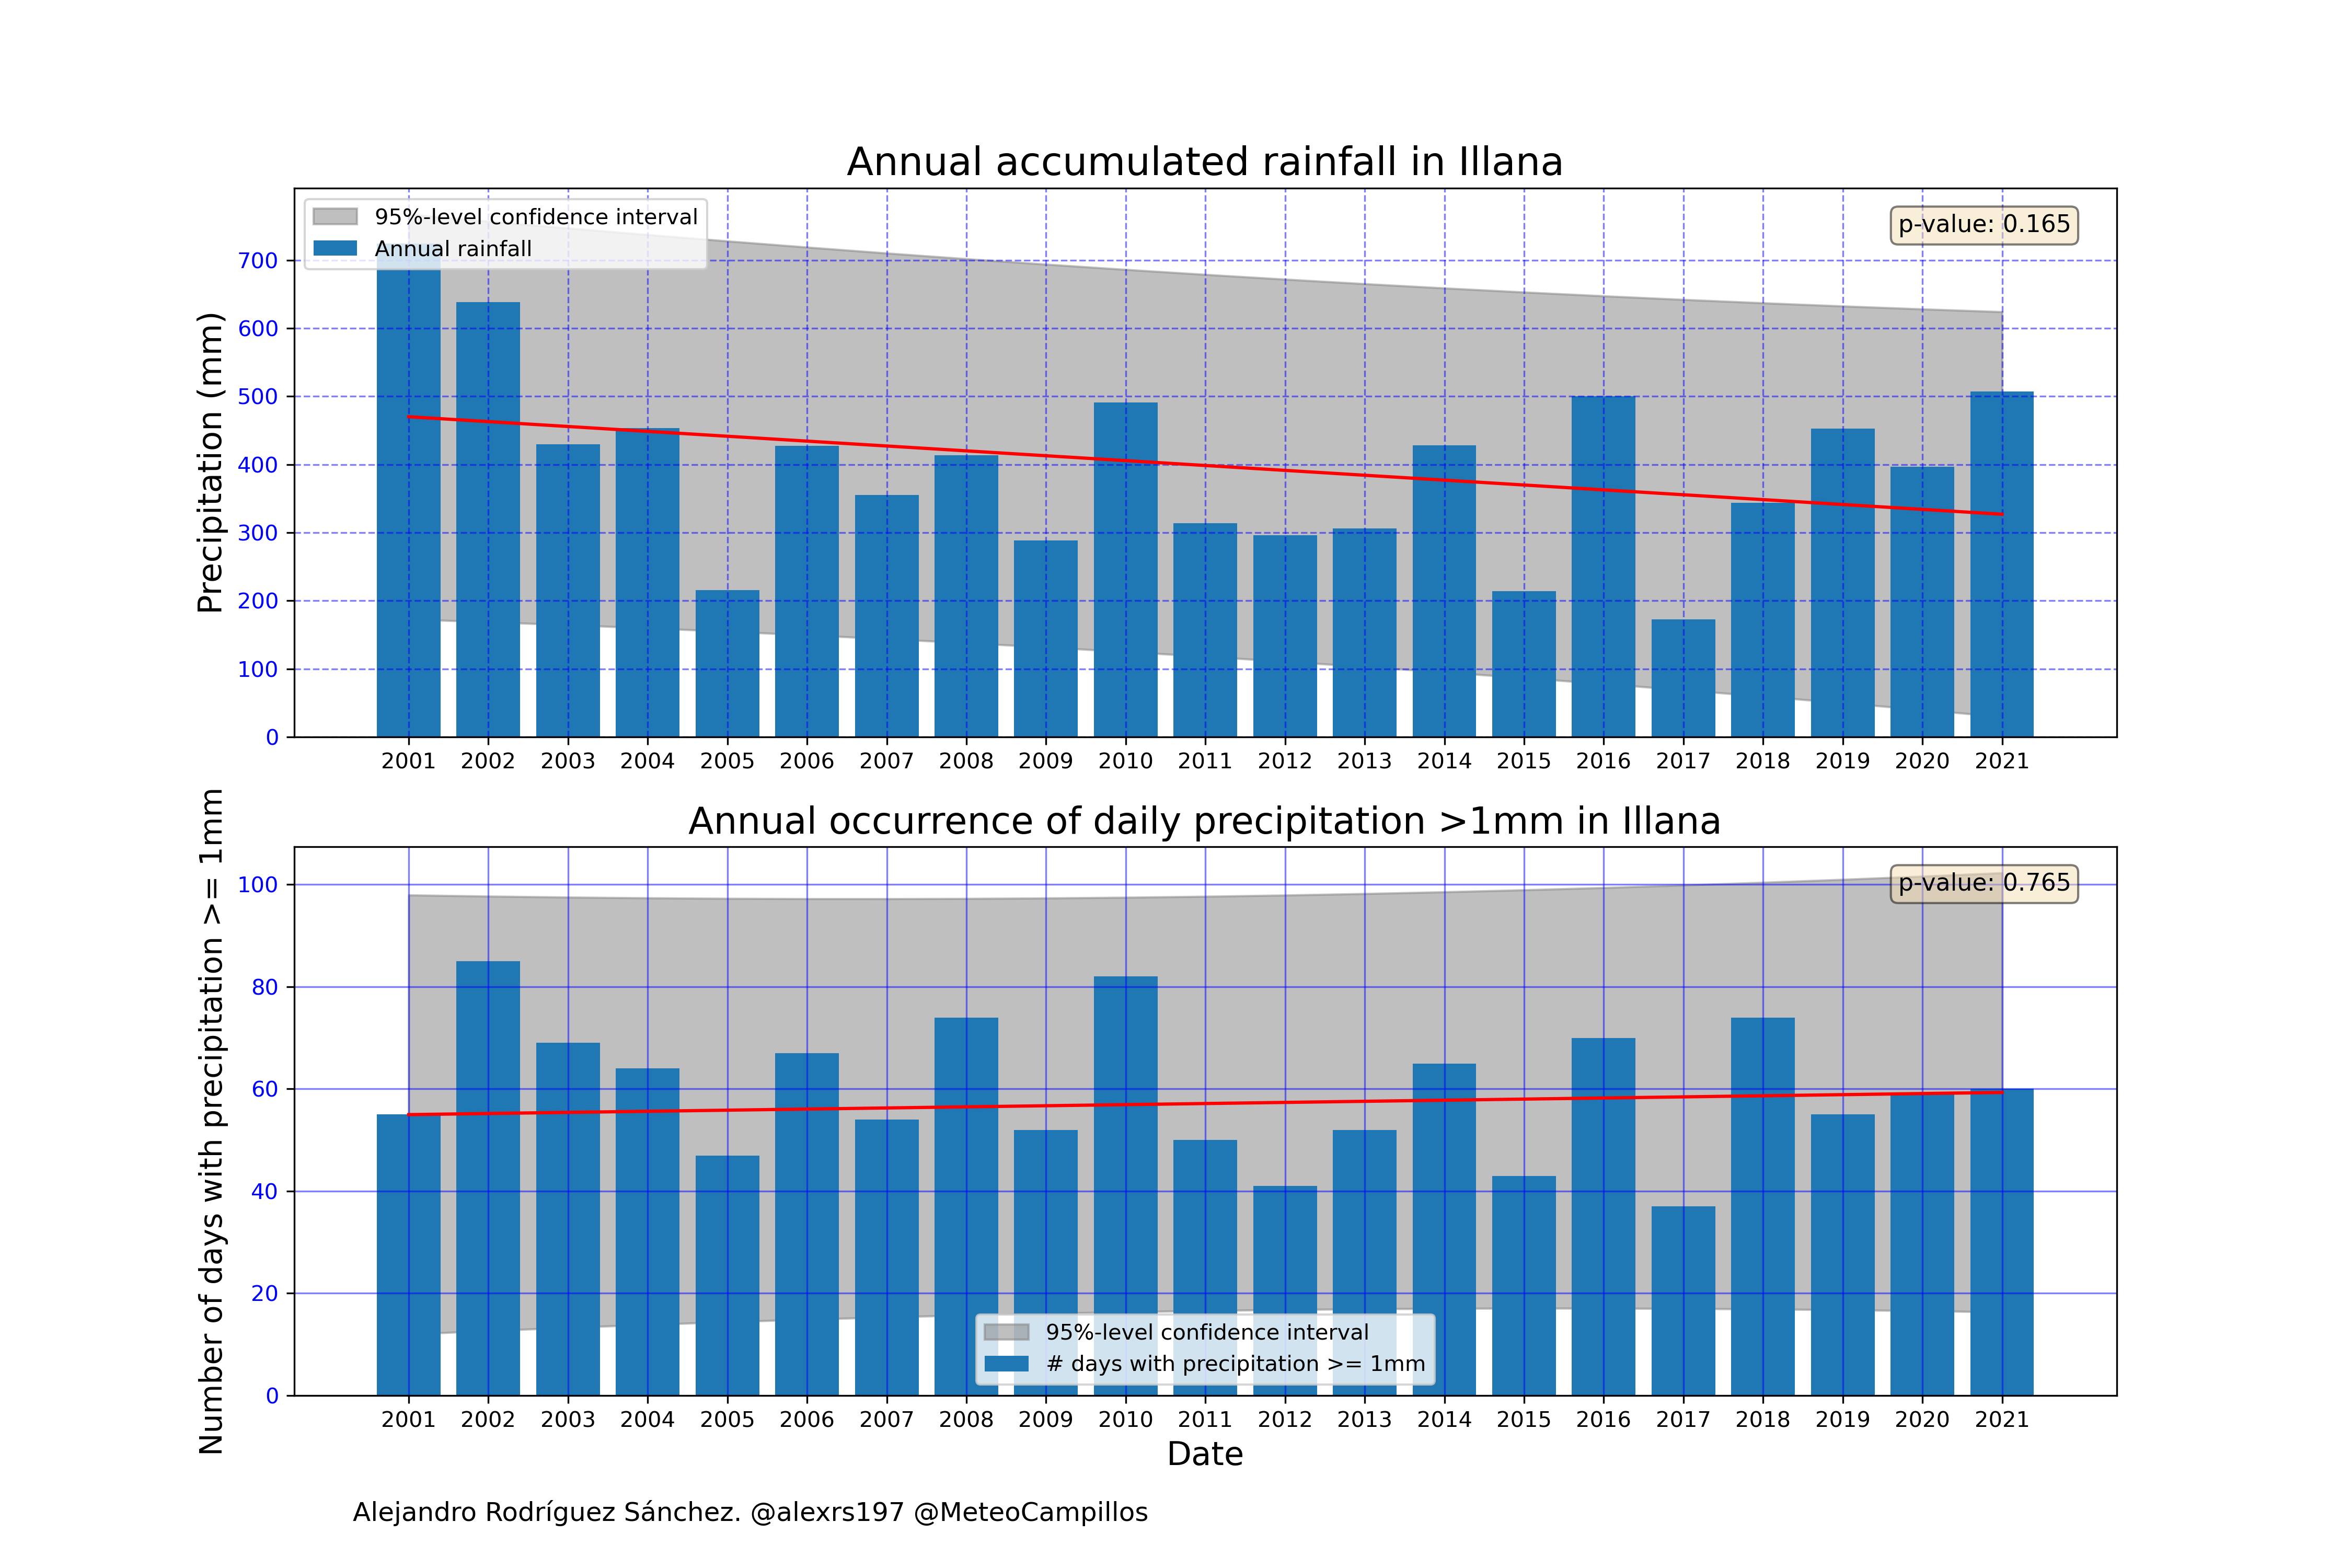 Annual accumulated rainfall in Illana
95%-level confidence interval
Annual rainfall
p-value: 0.165
Precipitation (mm)
700
600
500
400
300
200
100
0
2001 2002 2003 2004 2005 2006 2007 2008 2009 2010 2011 2012 2013 2014 2015 2016 2017 2018 2019 2020 2021
Annual occurrence of daily precipitation >1mm in Illana
p-value: 0.765
Number of days with precipitation >= 1mm
100
80
60
40
20
0
95%-level confidence interval
# days with precipitation >= 1mm
2001 2002 2003 2004 2005 2006 2007 2008 2009 2010 2011 2012 2013 2014 2015 2016 2017 2018 2019 2020 2021
Date
Alejandro Rodríguez Sánchez. @alexrs197 @MeteoCampillos